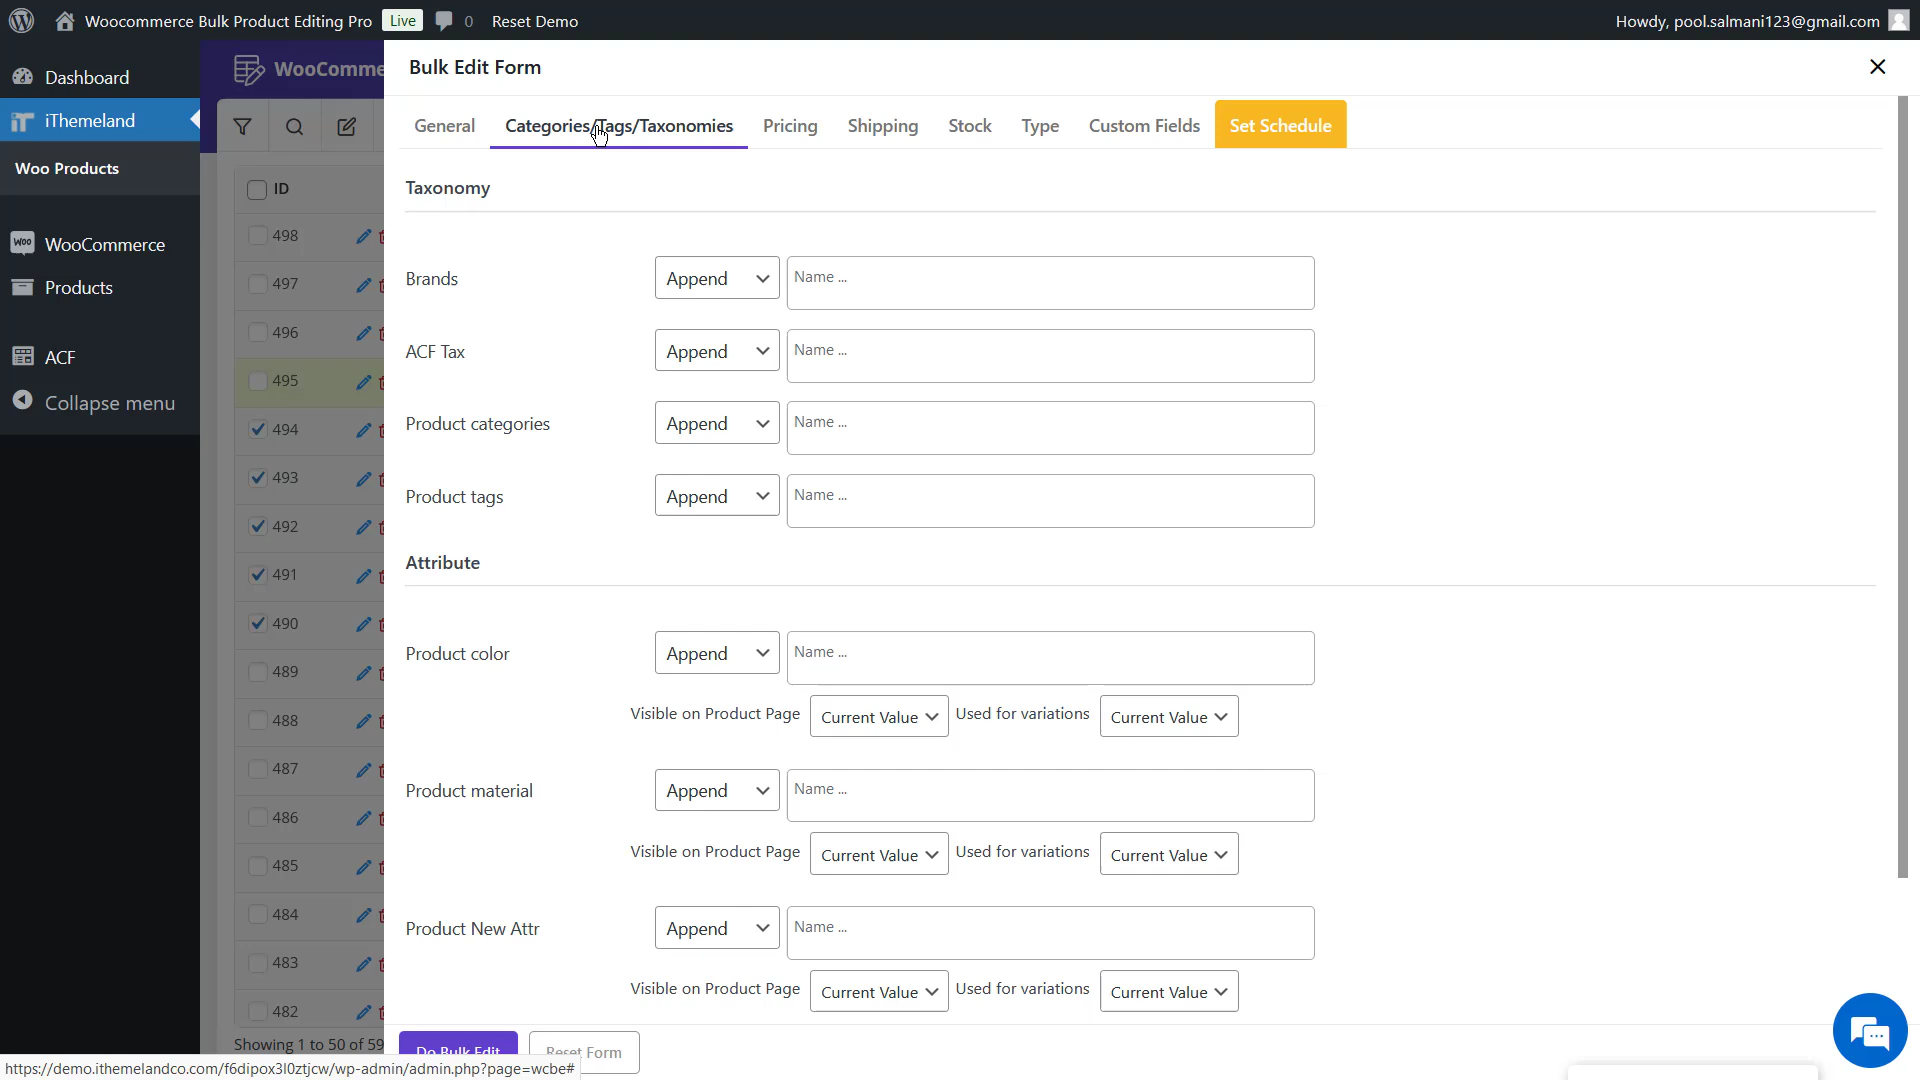 Woocommerce Bulk Product Editing Pro Live 0 Reset Demo Howdy, pool.salmani123@gmail.com
Dashboard
iThemeland
Woo Products
WooCommerce
Products
ACF
Collapse menu
WooComme
ID
498
497
496
495
494
493
492
491
490
489
488
487
486
485
484
483
482
Showing 1 to 50 of 59
Bulk Edit Form
General Categories/Tags/Taxonomies Pricing Shipping Stock Type Custom Fields Set Schedule
Taxonomy
Brands Append Name ...
ACF Tax Append Name ...
Product categories Append Name ...
Product tags Append Name ...
Attribute
Product color Append Name ...
Visible on Product Page Current Value Used for variations Current Value
Product material Append Name ...
Visible on Product Page Current Value Used for variations Current Value
Product New Attr Append Name ...
Visible on Product Page Current Value Used for variations Current Value
Do Bulk Edit Reset Form
https://demo.ithemelandco.com/f6dipox3l0ztjcw/wp-admin/admin.php?page=wcbe#